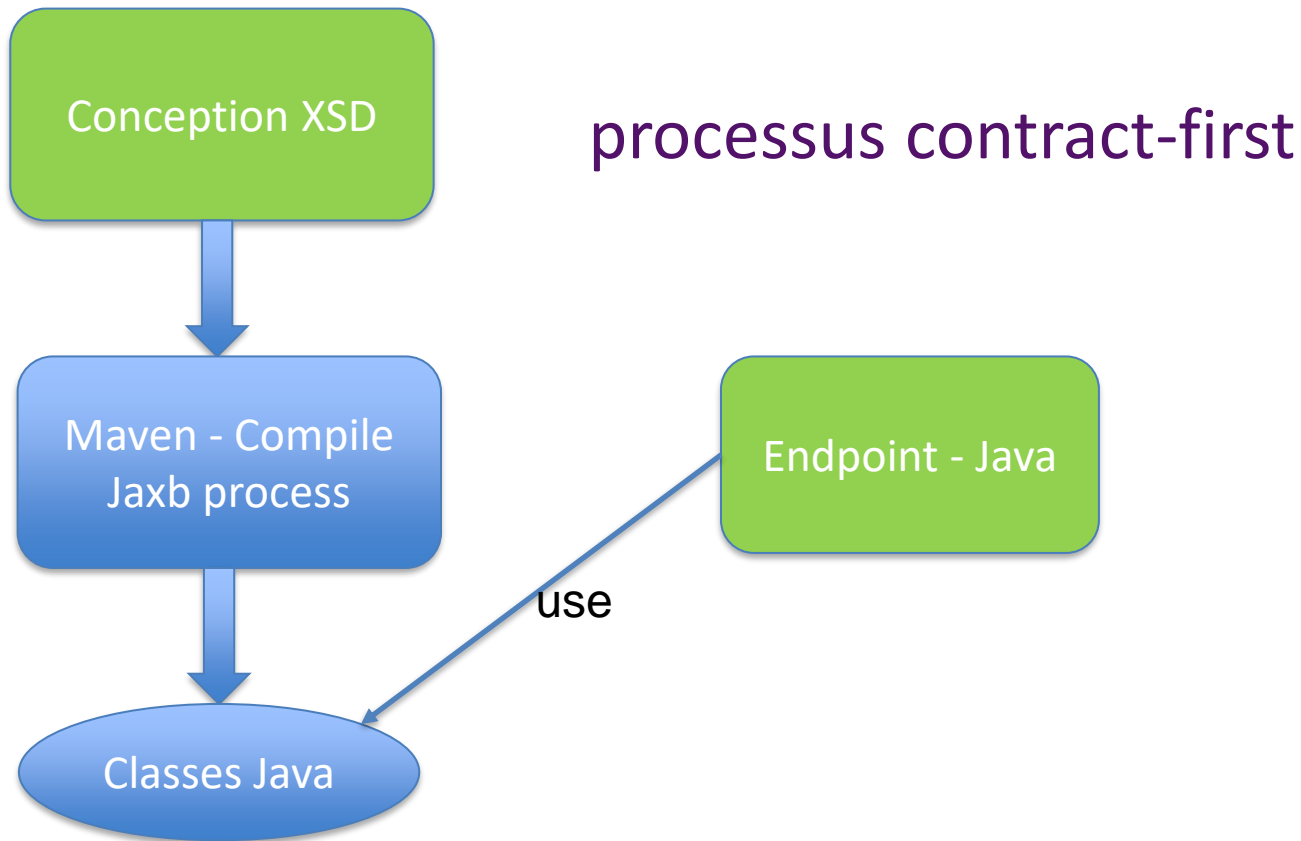 Conception XSD
processus contract-first
Maven - Compile
Jaxb process
Endpoint - Java
use
Classes Java